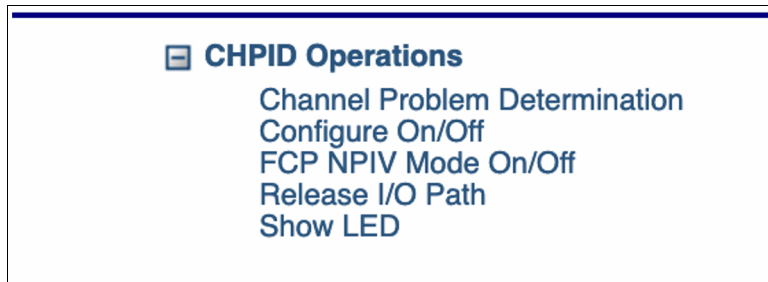 CHPID Operations
Channel Problem Determination
Configure On/Off
FCP NPIV Mode On/Off
Release I/O Path
Show LED